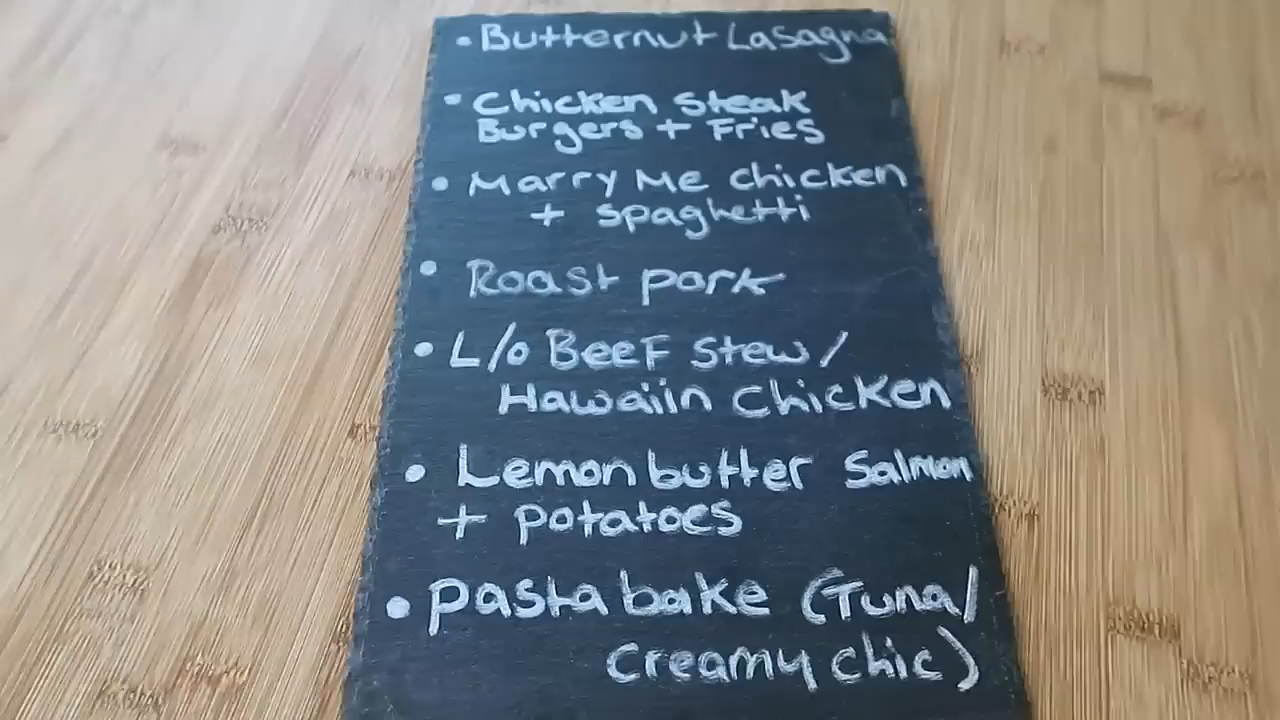 • Butternut Lasagna
• Chicken Steak
Burgers + Fries
• Marry Me Chicken
+ spaghetti
• Roast pork
• L/o Beef Stew/
Hawaiin Chicken
• Lemon butter Salmon
+ potatoes
• Pasta bake (Tuna/
Creamy chic)